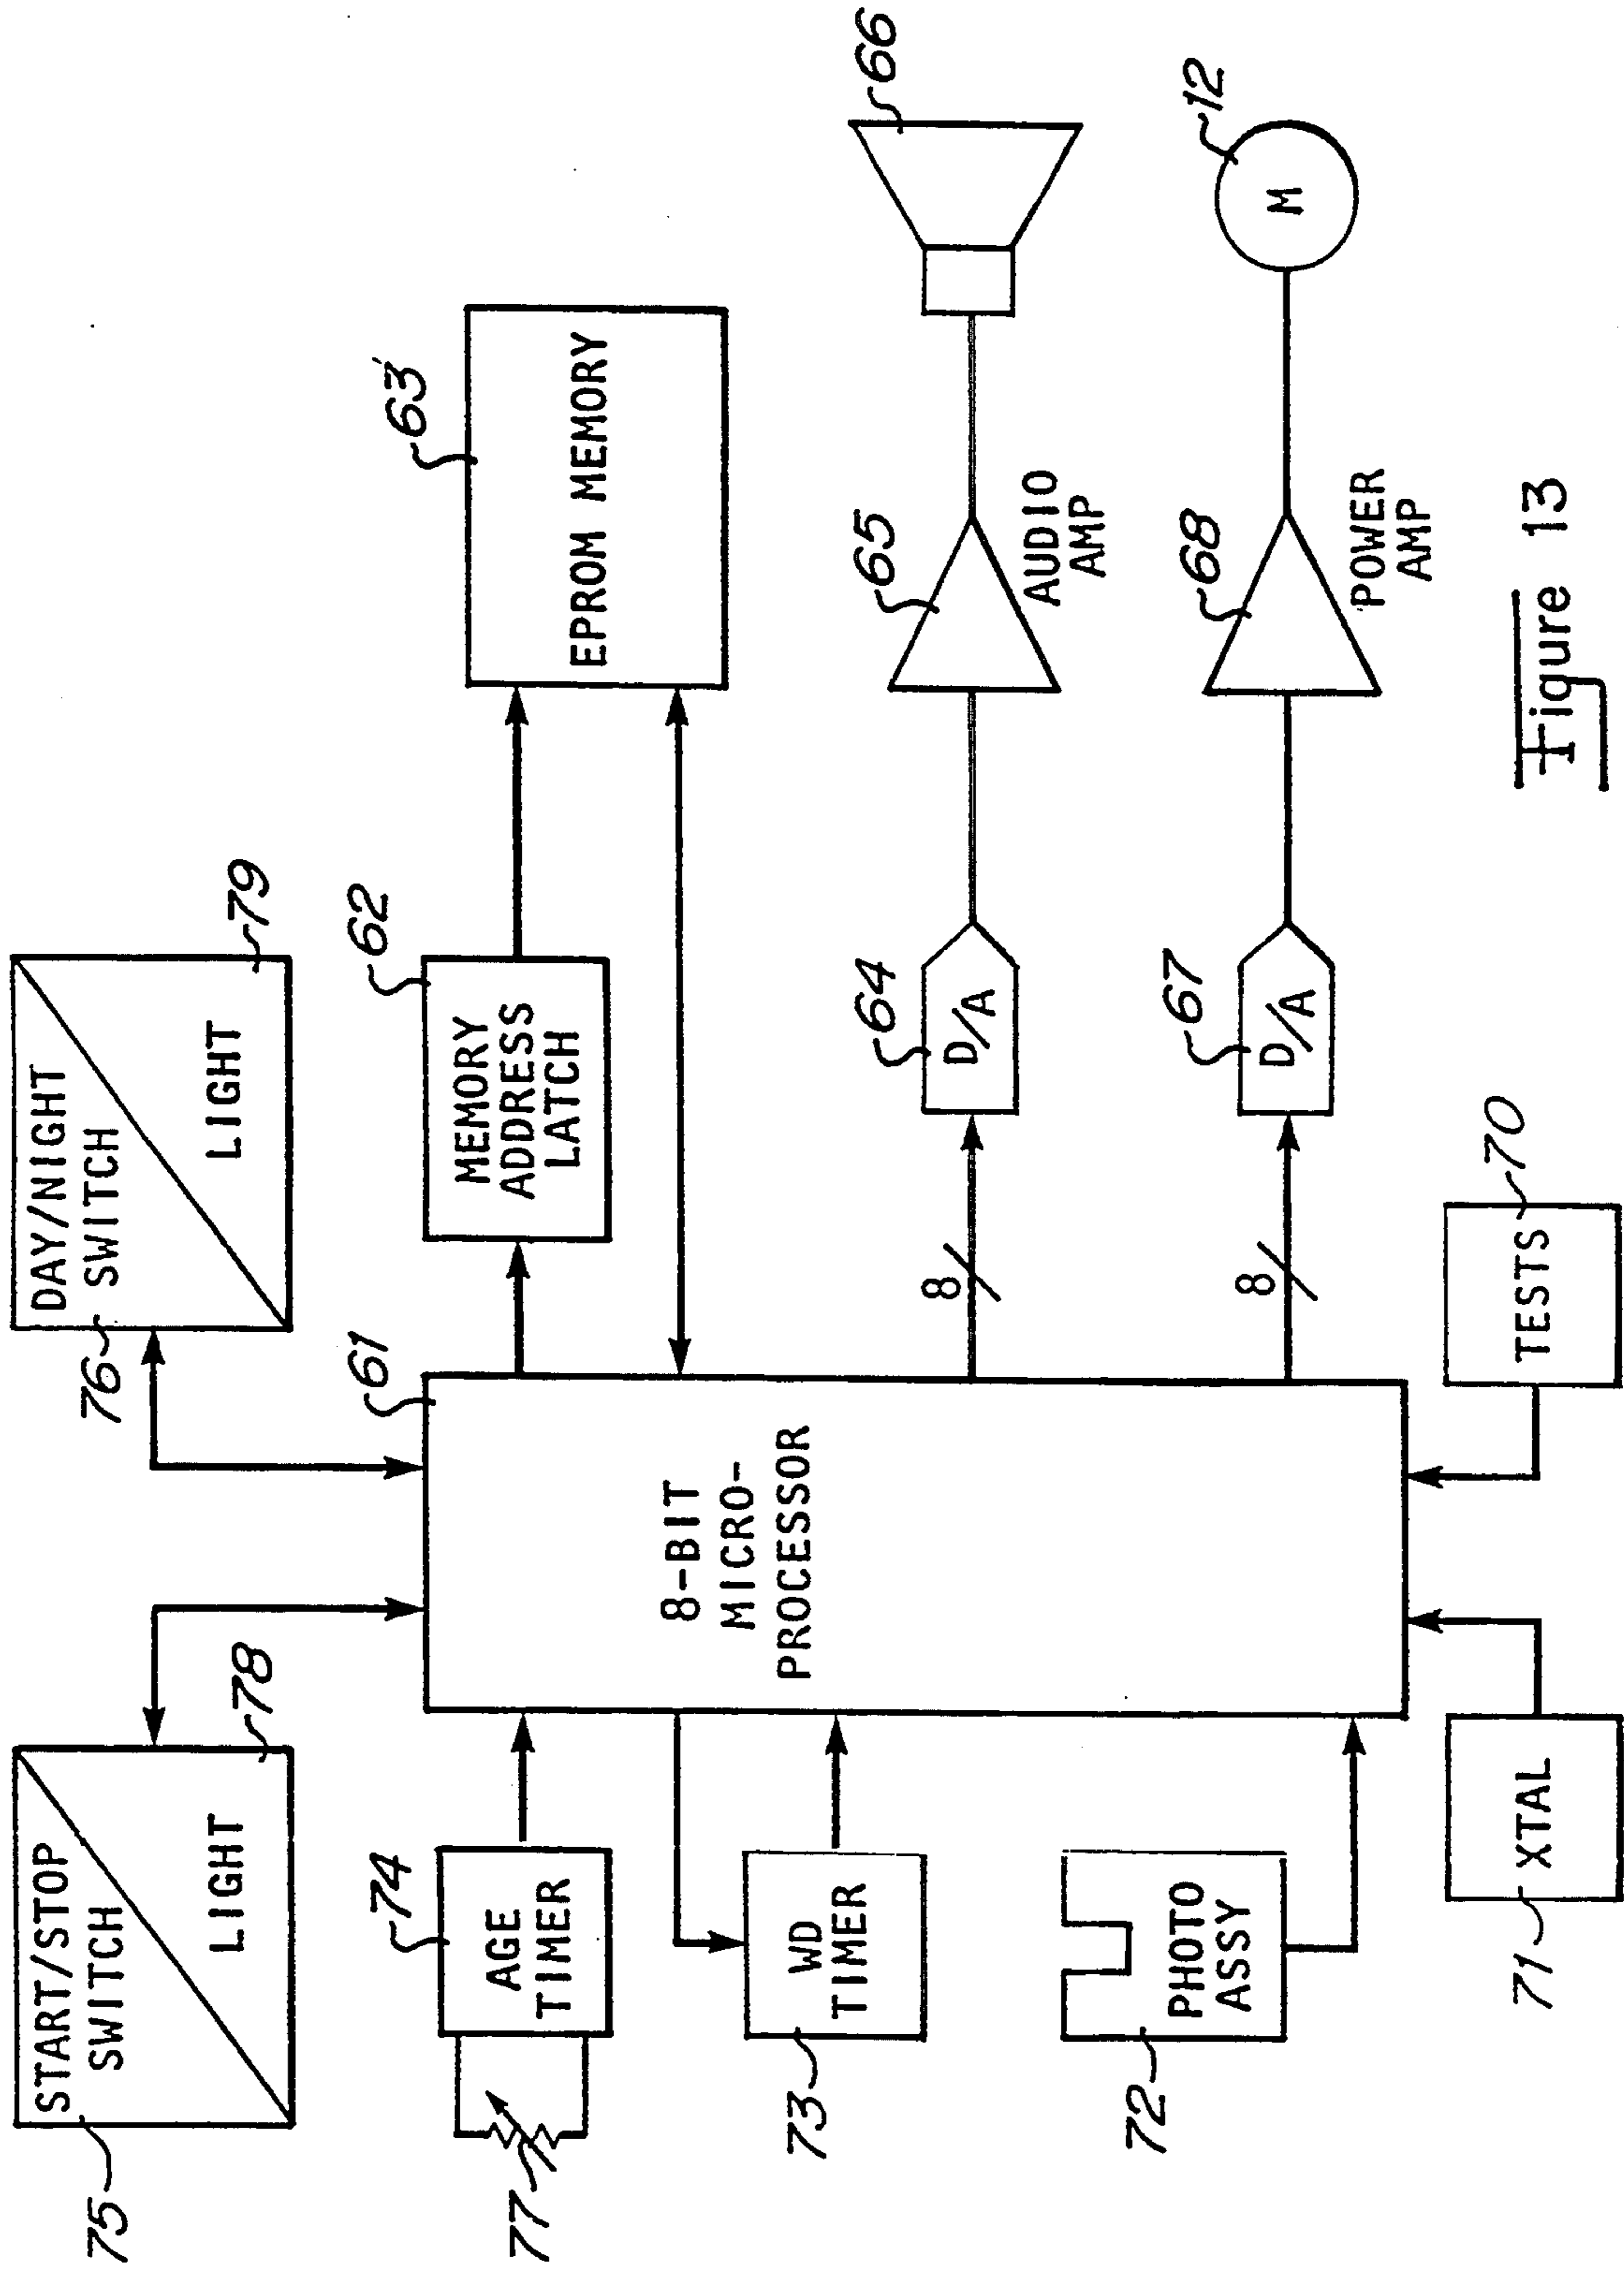 75
START/STOP
SWITCH
LIGHT
78
76
DAY/NIGHT
SWITCH
LIGHT
79
77
74
AGE
TIMER
61
8-BIT
MICRO-
PROCESSOR
62
MEMORY
ADDRESS
LATCH
63
EPROM MEMORY
73
WD
TIMER
8
64
D/A
65
AUDIO
AMP
66
72
PHOTO
ASSY
8
67
D/A
68
POWER
AMP
12
M
71
XTAL
TESTS
70
Figure 13